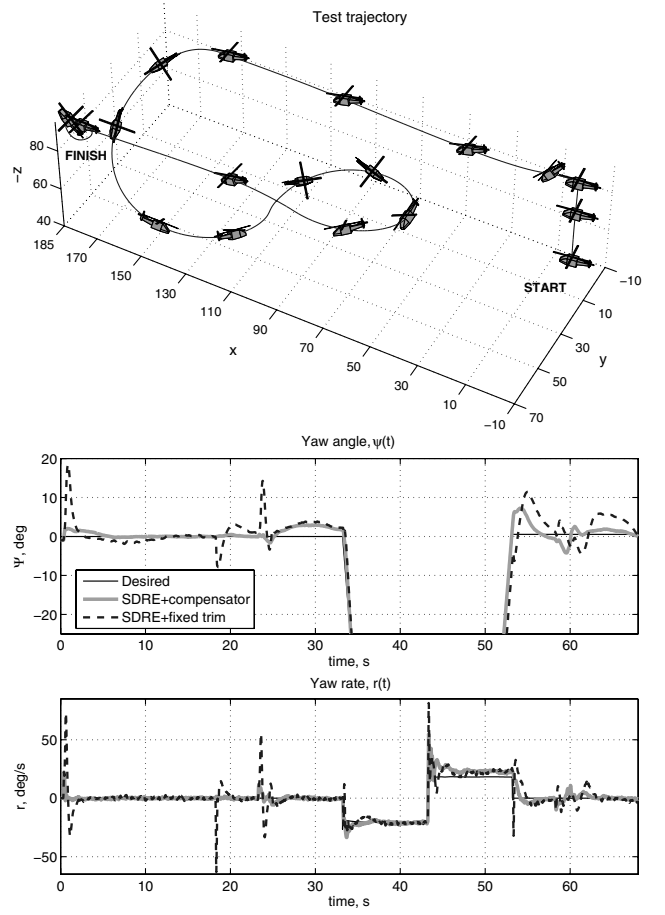 Test trajectory
FINISH
START
-z
80
60
40
185
170
150
130
110
90
70
50
30
10
−10
x
−10
10
30
50
70
y
Yaw angle, ψ(t)
20
10
0
−10
−20
Ψ, deg
Desired
SDRE+compensator
SDRE+fixed trim
0 10 20 30 40 50 60
time, s
Yaw rate, r(t)
50
0
−50
r, deg/s
0 10 20 30 40 50 60
time, s